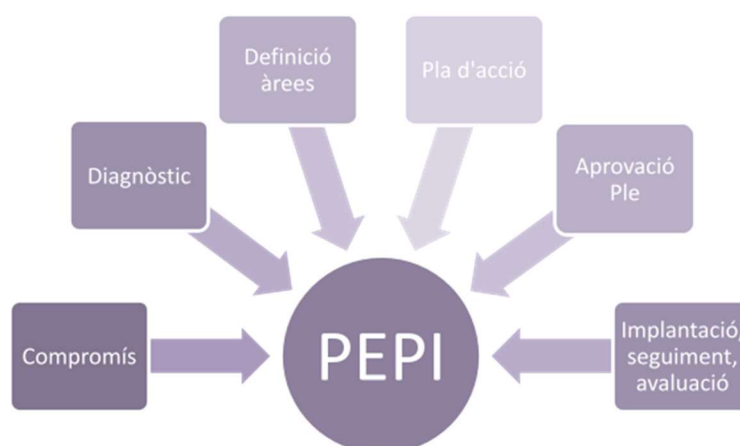 Definició
àrees
Pla d'acció
Diagnòstic
Aprovació
Ple
Compromís
PEPI
Implantació,
seguiment,
avaluació